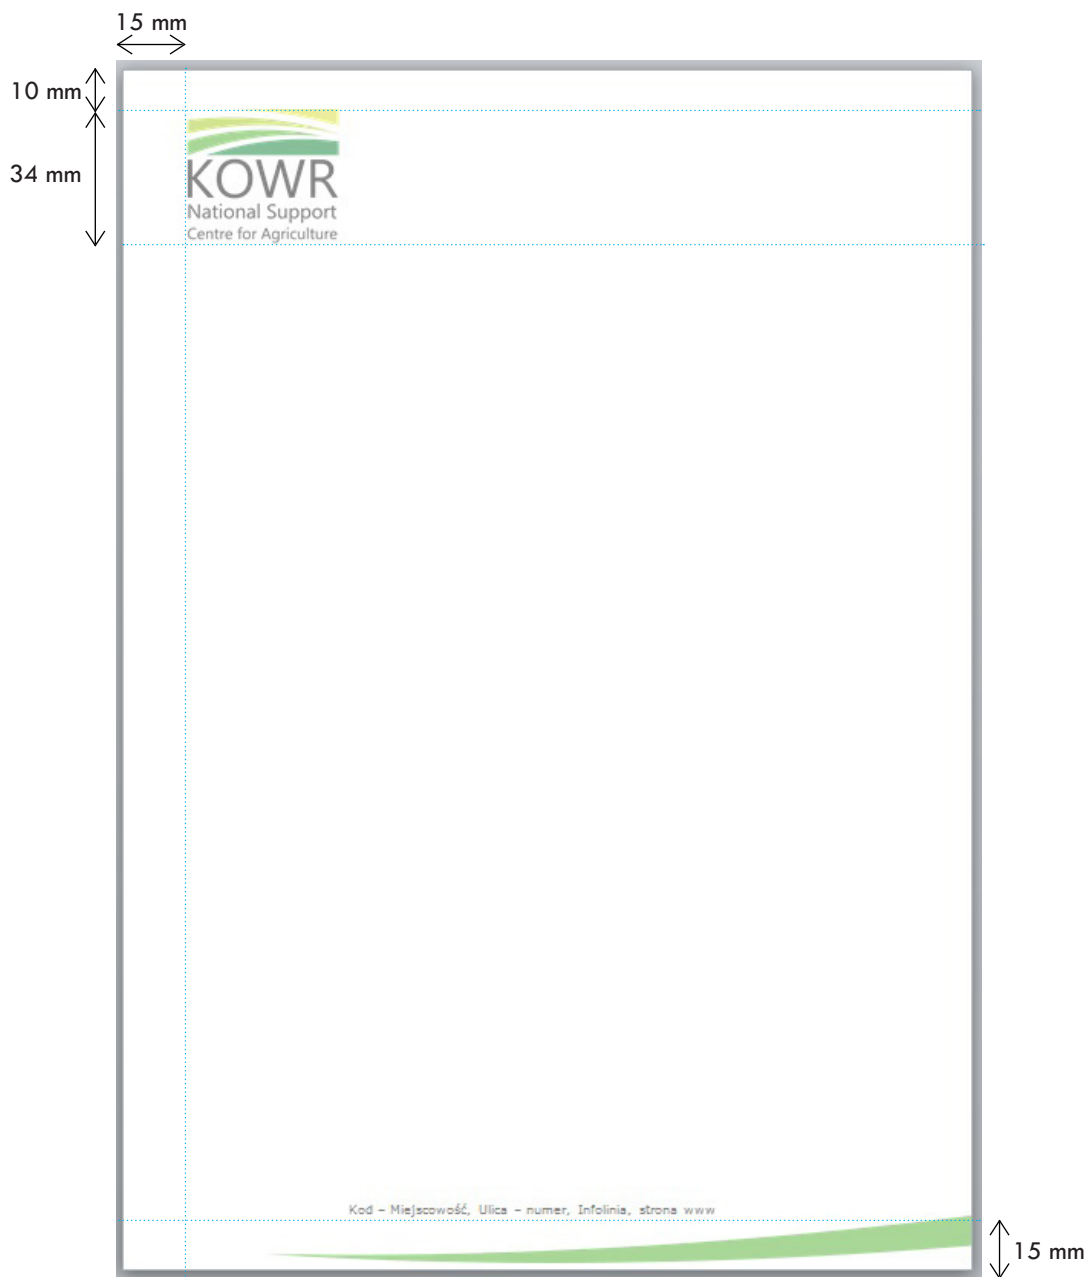 15 mm
10 mm
34 mm
KOWR
National Support
Centre for Agriculture
Kod – Miejscowość, Ulica – numer, Infolinia, strona www
15 mm